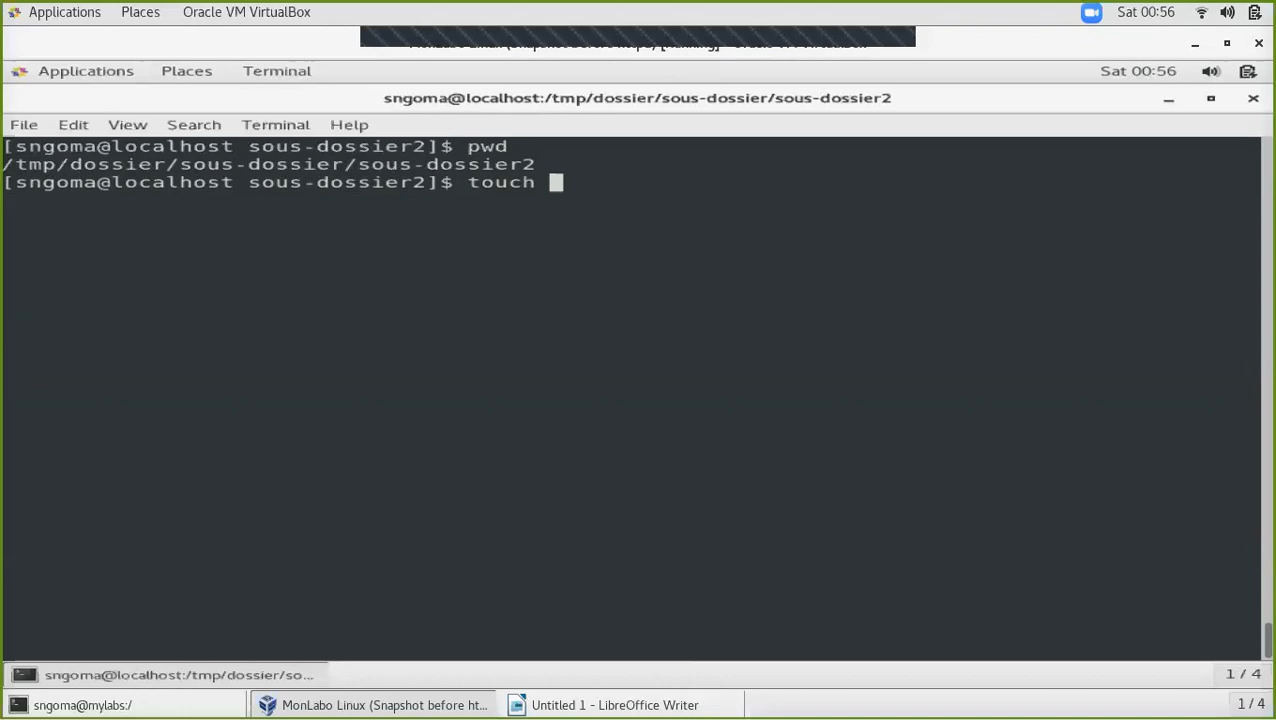 Applications Places Oracle VM VirtualBox Sat 00:56
Applications Places Terminal Sat 00:56
sngoma@localhost:/tmp/dossier/sous-dossier/sous-dossier2
File Edit View Search Terminal Help
[sngoma@localhost sous-dossier2]$ pwd
/tmp/dossier/sous-dossier/sous-dossier2
[sngoma@localhost sous-dossier2]$ touch
sngoma@localhost:/tmp/dossier/so... 1 / 4
sngoma@mylabs:/ MonLabo Linux (Snapshot before ht... Untitled 1 - LibreOffice Writer 1 / 4